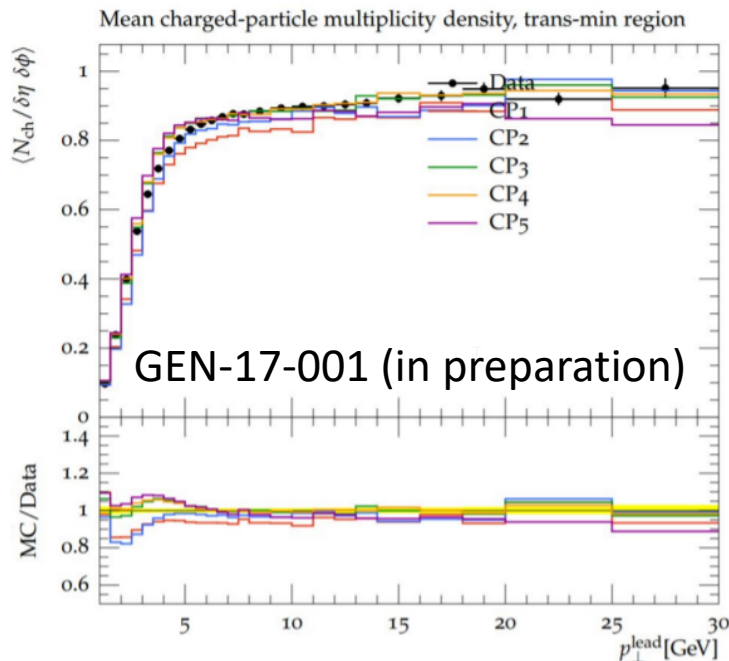 Mean charged-particle multiplicity density, trans-min region
⟨N_ch/δη δϕ⟩
1
0.8
0.6
0.4
0.2
0
Data
CP1
CP2
CP3
CP4
CP5
GEN-17-001 (in preparation)
MC/Data
1.4
1.2
1
0.8
0.6
5 10 15 20 25 30
p_⊥^lead [GeV]